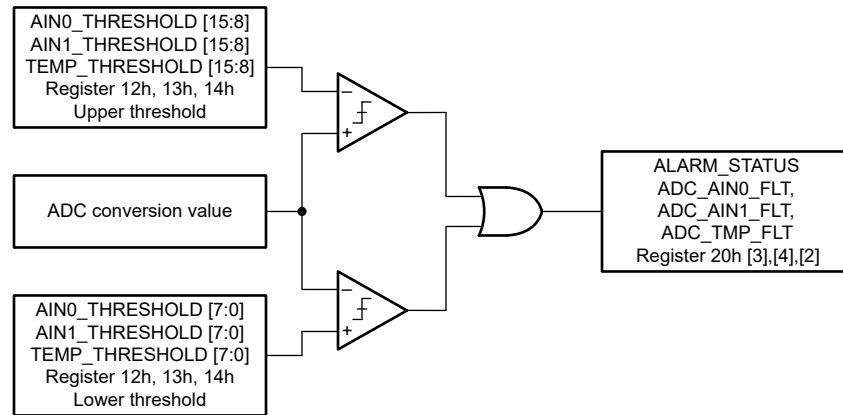 AIN0_THRESHOLD [15:8]
AIN1_THRESHOLD [15:8]
TEMP_THRESHOLD [15:8]
Register 12h, 13h, 14h
Upper threshold
−
+
ADC conversion value
ALARM_STATUS
ADC_AIN0_FLT,
ADC_AIN1_FLT,
ADC_TMP_FLT
Register 20h [3],[4],[2]
−
+
AIN0_THRESHOLD [7:0]
AIN1_THRESHOLD [7:0]
TEMP_THRESHOLD [7:0]
Register 12h, 13h, 14h
Lower threshold